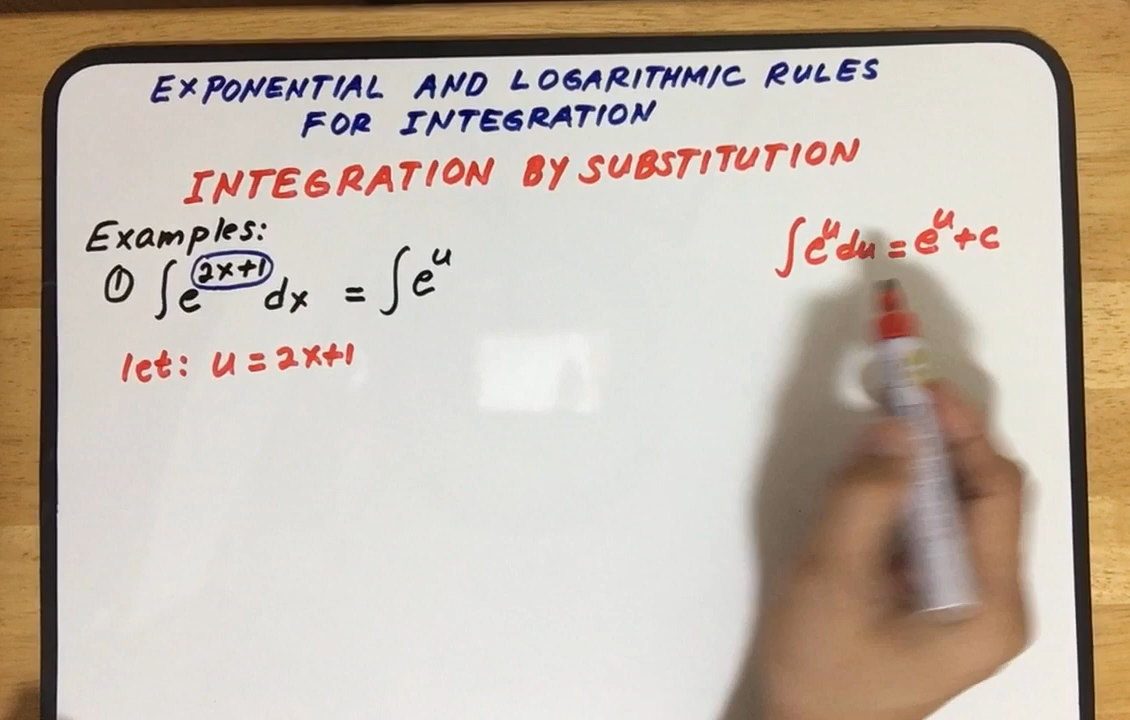 EXPONENTIAL AND LOGARITHMIC RULES
FOR INTEGRATION
INTEGRATION BY SUBSTITUTION
Examples:
① ∫e^(2x+1) dx = ∫e^u
∫e^u du = e^u + c
let: u = 2x+1